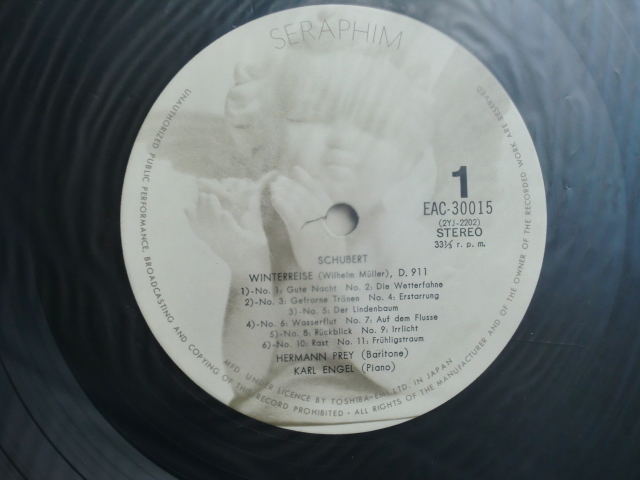 SERAPHIM
1
EAC-30015
(2YJ-2202)
STEREO
33⅓ r. p. m.
SCHUBERT
WINTERREISE (Wilhelm Müller), D. 911
1)-No. 1: Gute Nacht No. 2: Die Wetterfahne
2)-No. 3: Gefrorne Tränen No. 4: Erstarrung
3)-No. 5: Der Lindenbaum
4)-No. 6: Wasserflut No. 7: Auf dem Flusse
5)-No. 8: Rückblick No. 9: Irrlicht
6)-No. 10: Rast No. 11: Frühligstraum
HERMANN PREY (Baritone)
KARL ENGEL (Piano)
MFD UNDER LICENCE BY TOSHIBA-EMI LTD. IN JAPAN
UNAUTHORIZED PUBLIC PERFORMANCE, BROADCASTING AND COPYING OF THE RECORD PROHIBITED - ALL RIGHTS OF THE MANUFACTURER AND OF THE OWNER OF THE RECORDED WORK ARE RESERVED